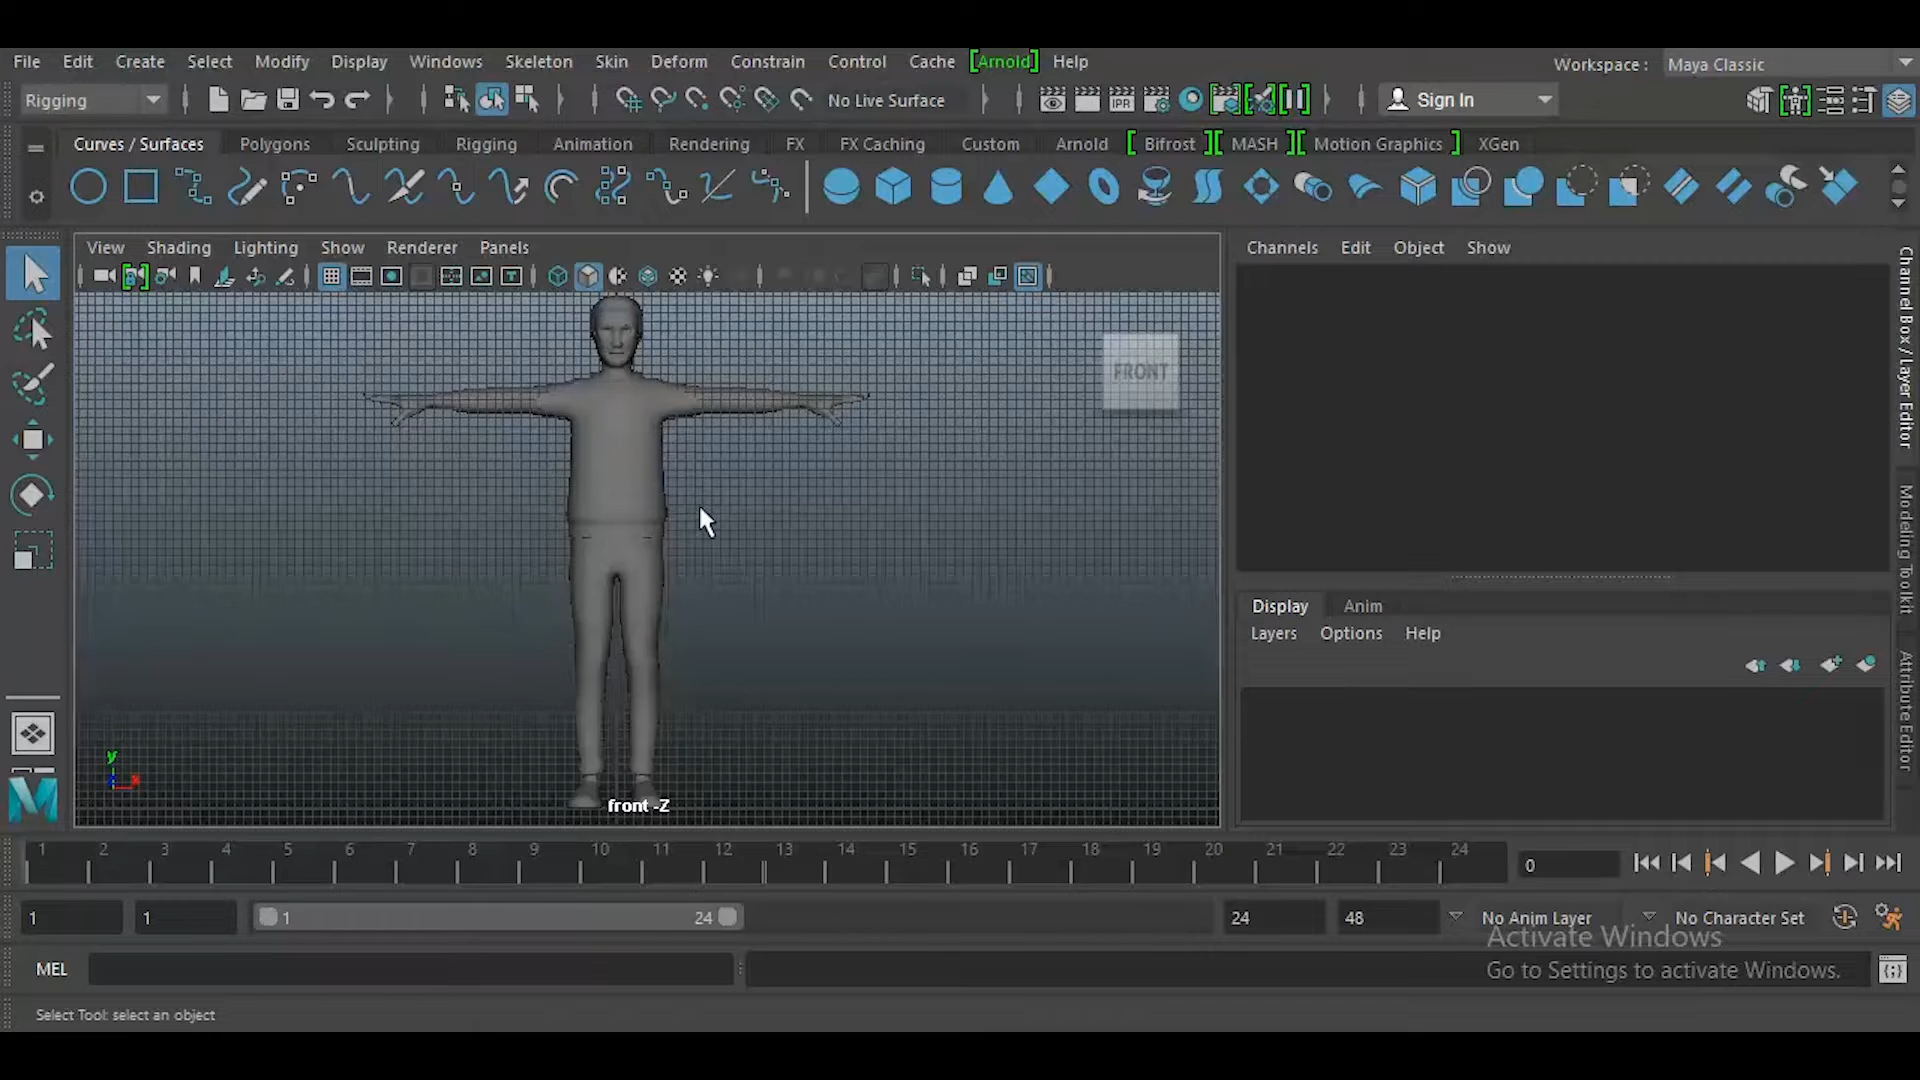 File Edit Create Select Modify Display Windows Skeleton Skin Deform Constrain Control Cache [Arnold] Help Workspace : Maya Classic
Rigging No Live Surface IPR Sign In
Curves / Surfaces Polygons Sculpting Rigging Animation Rendering FX FX Caching Custom Arnold [ Bifrost ][ MASH ][ Motion Graphics ] XGen
View Shading Lighting Show Renderer Panels
Channels Edit Object Show
FRONT
y
x
front -Z
Channel Box / Layer Editor
Modeling Toolkit
Attribute Editor
Display Anim
Layers Options Help
1 2 3 4 5 6 7 8 9 10 11 12 13 14 15 16 17 18 19 20 21 22 23 24 0
1 1 1 24 24 48 No Anim Layer No Character Set
Activate Windows
Go to Settings to activate Windows.
MEL
Select Tool: select an object